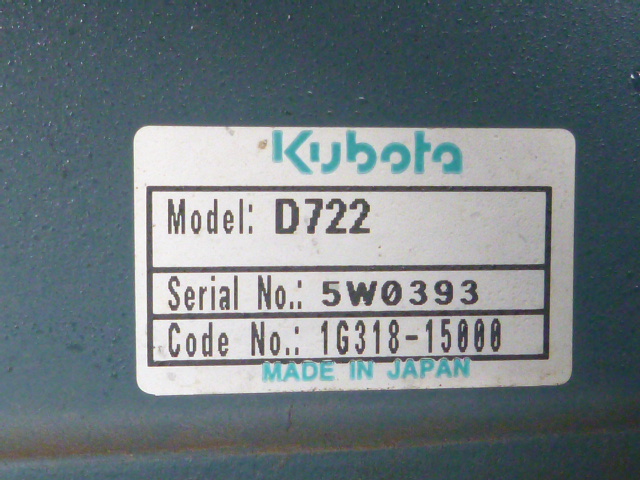 Kubota
Model: D722
Serial No.: 5W0393
Code No.: 1G318-15000
MADE IN JAPAN